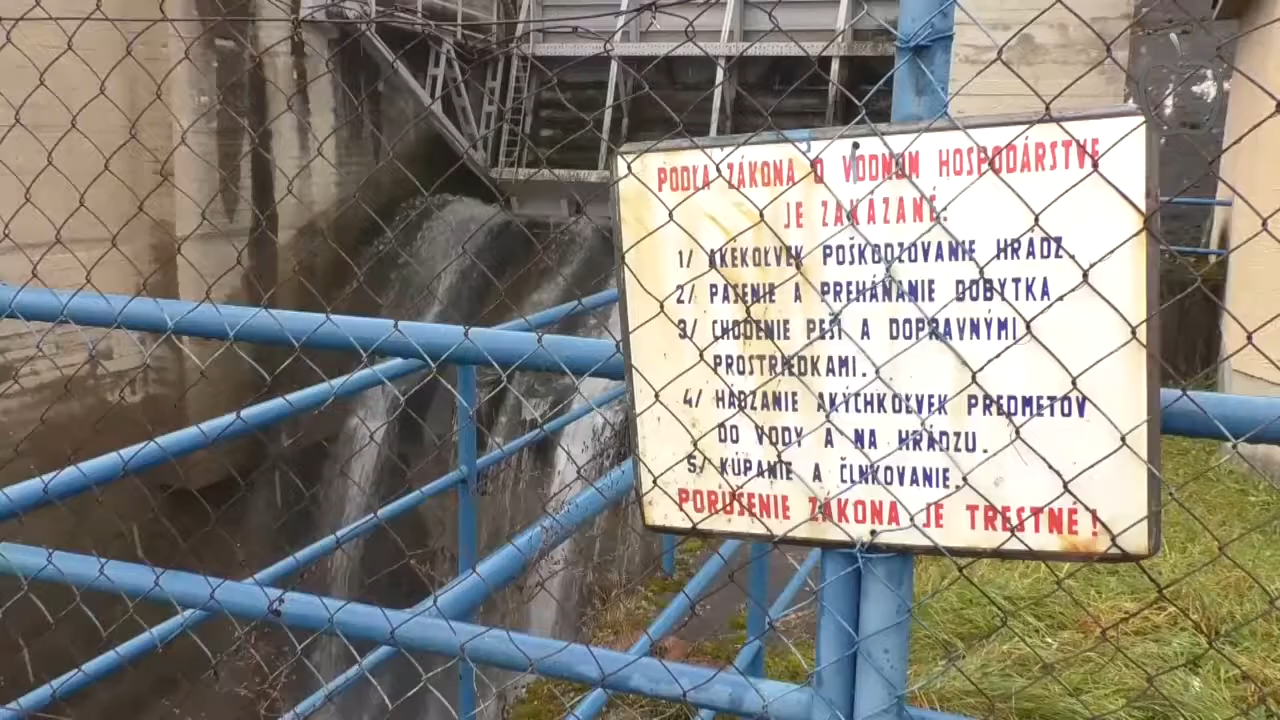 PODĽA ZÁKONA O VODNOM HOSPODÁRSTVE
JE ZAKÁZANÉ:
1/ AKÉKOĽVEK POŠKODZOVANIE HRÁDZ.
2/ PASENIE A PREHÁŇANIE DOBYTKA.
3/ CHODENIE PEŠI A DOPRAVNÝMI
PROSTRIEDKAMI.
4/ HÁDZANIE AKÝCHKOĽVEK PREDMETOV
DO VODY A NA HRÁDZU.
5/ KÚPANIE A ČLNKOVANIE.
PORUŠENIE ZÁKONA JE TRESTNÉ!